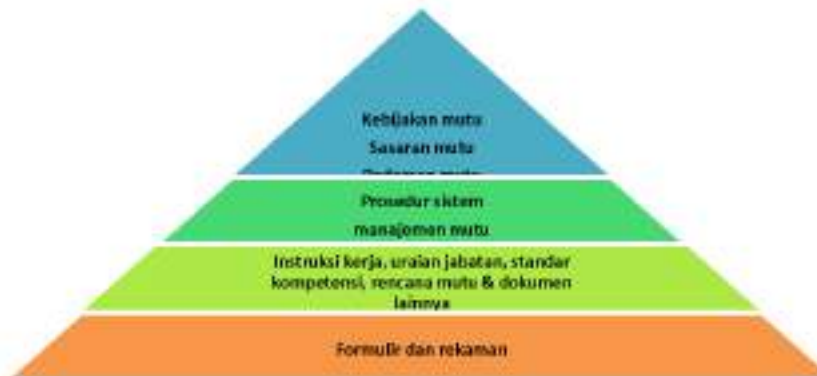 Kebijakan mutu
Sasaran mutu
Prosedur sistem
manajemen mutu
Instruksi kerja, uraian jabatan, standar
kompetensi, rencana mutu & dokumen
lainnya
Formulir dan rekaman